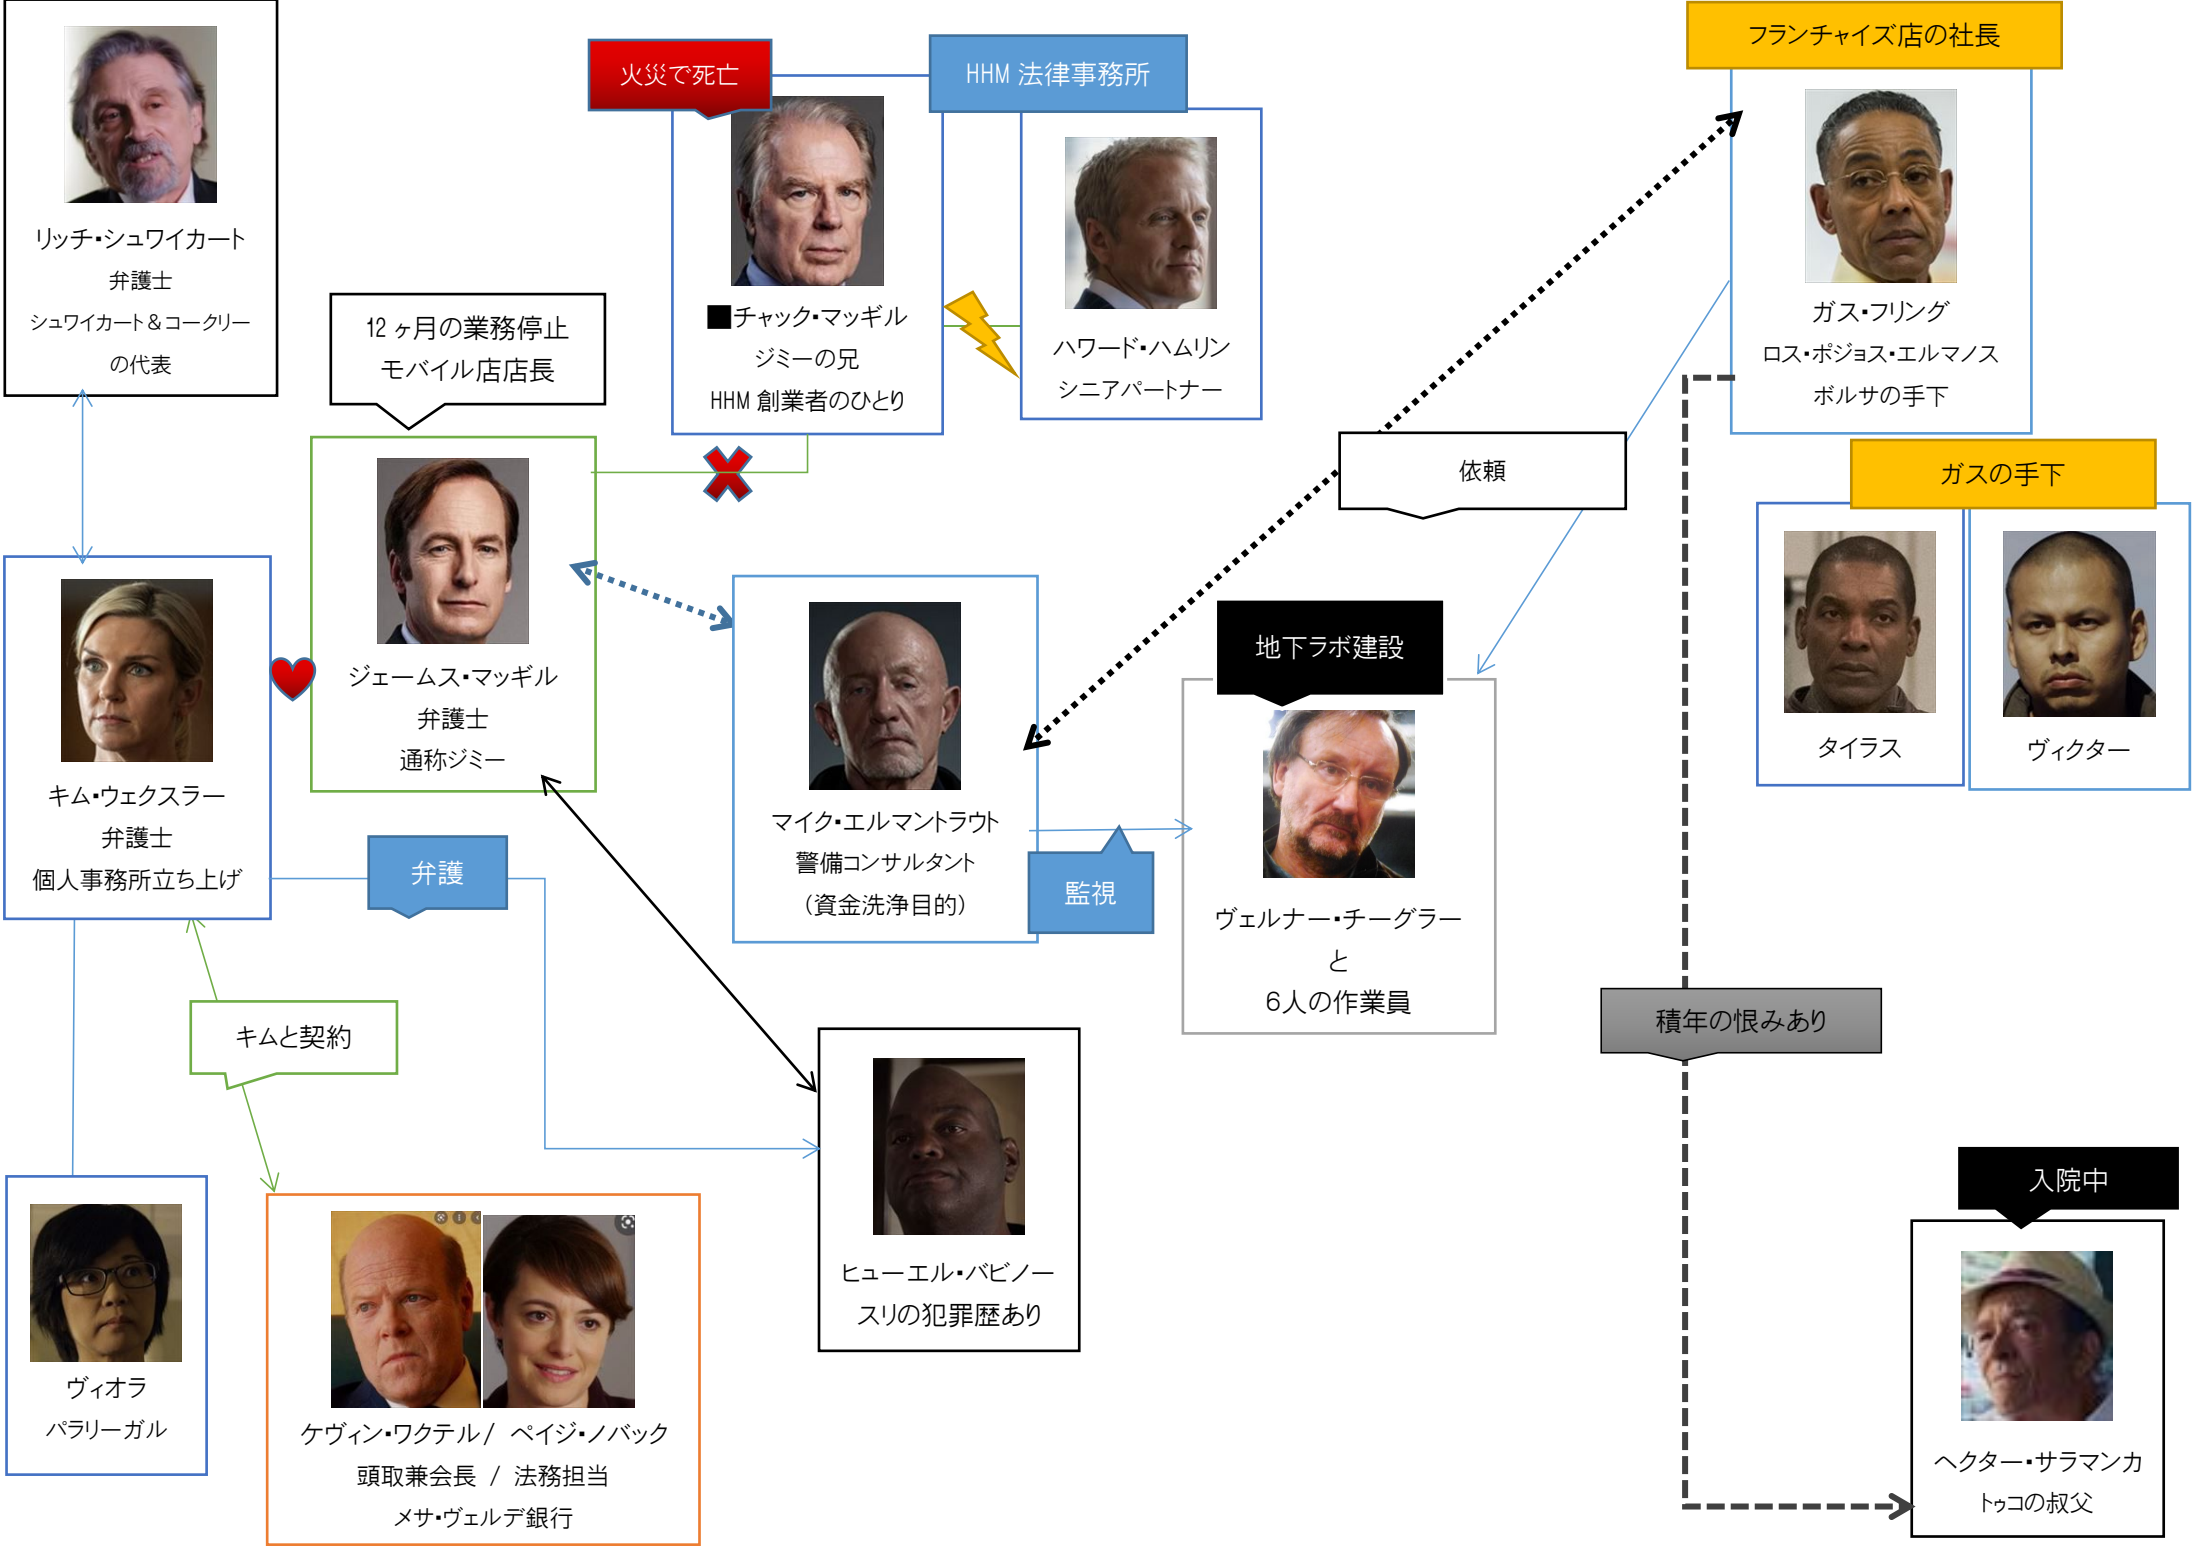 リッチ・シュワイカート
弁護士
シュワイカート＆コークリー
の代表
火災で死亡
HHM 法律事務所
■チャック・マッギル
ジミーの兄
HHM 創業者のひとり
ハワード・ハムリン
シニアパートナー
フランチャイズ店の社長
ガス・フリング
ロス・ポジョス・エルマノス
ボルサの手下
12ヶ月の業務停止
モバイル店店長
ジェームス・マッギル
弁護士
通称ジミー
依頼
ガスの手下
タイラス
ヴィクター
キム・ウェクスラー
弁護士
個人事務所立ち上げ
マイク・エルマントラウト
警備コンサルタント
（資金洗浄目的）
地下ラボ建設
監視
ヴェルナー・チーグラー
と
6人の作業員
弁護
キムと契約
積年の恨みあり
ヒューエル・バビノー
スリの犯罪歴あり
入院中
ヘクター・サラマンカ
トゥコの叔父
ヴィオラ
パラリーガル
ケヴィン・ワクテル / ペイジ・ノバック
頭取兼会長 / 法務担当
メサ・ヴェルデ銀行